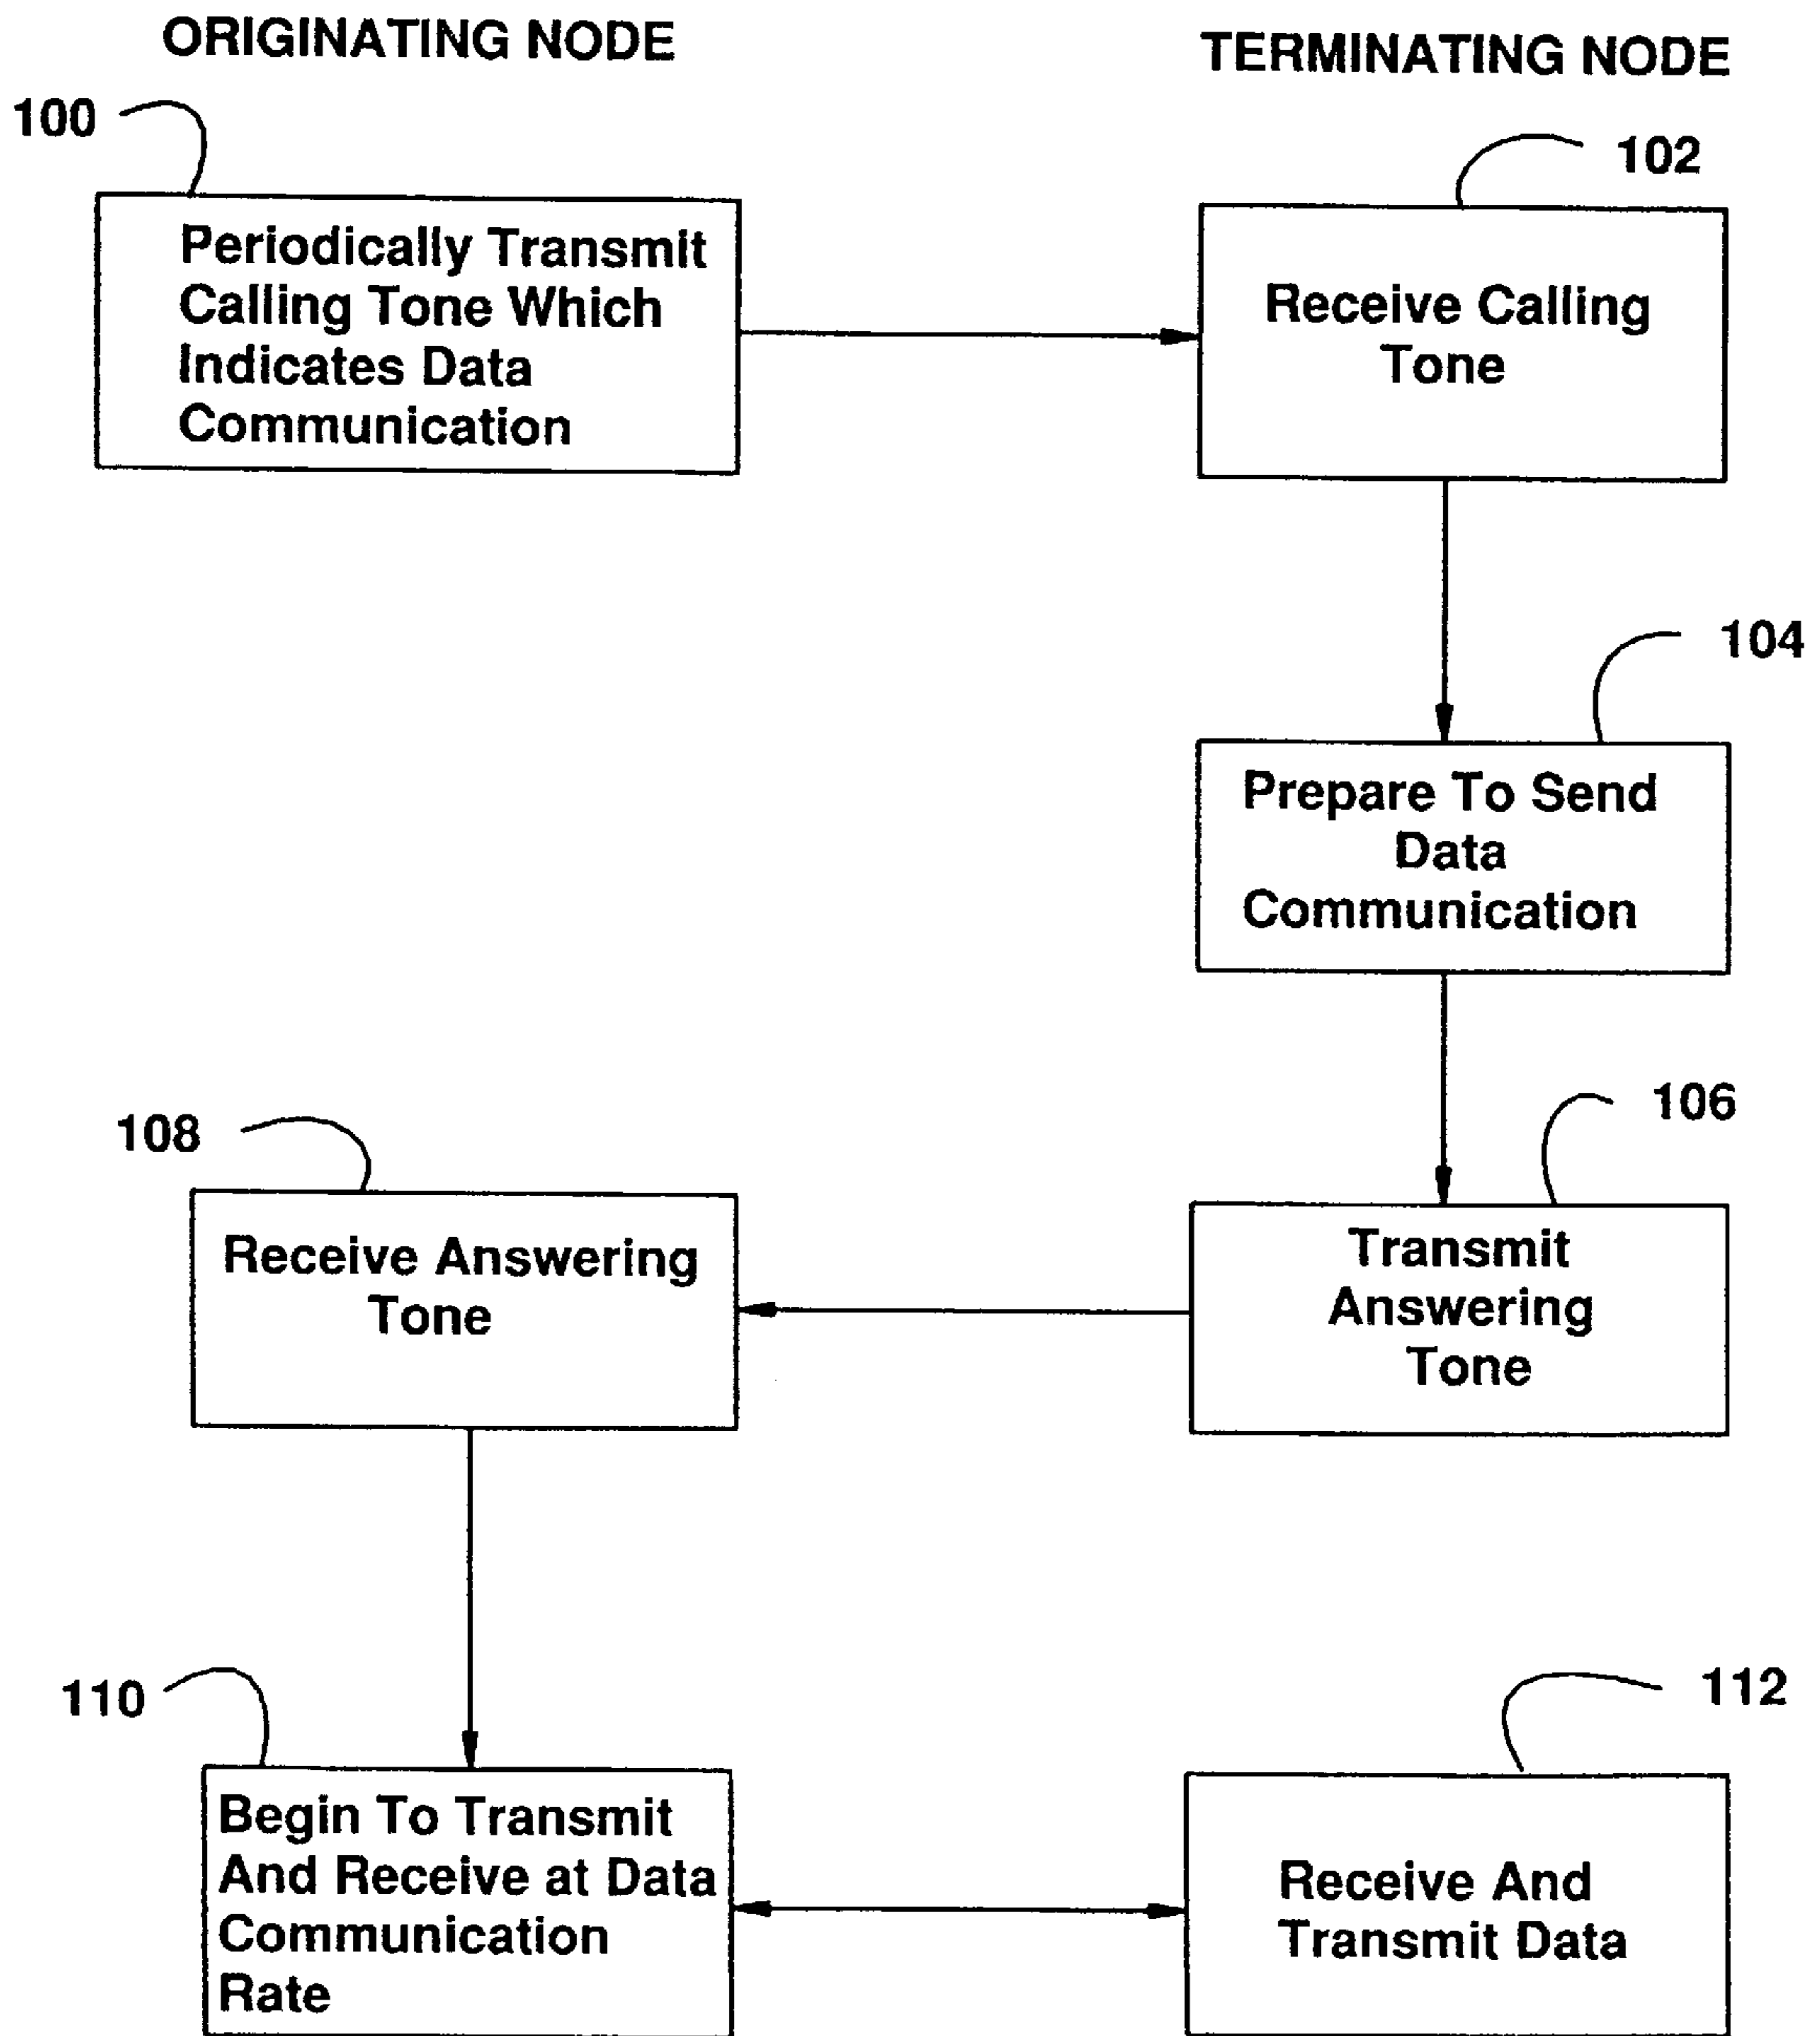 ORIGINATING NODE
TERMINATING NODE
100
102
Periodically Transmit
Calling Tone Which
Indicates Data
Communication
Receive Calling
Tone
104
Prepare To Send
Data
Communication
106
108
Transmit
Answering
Tone
Receive Answering
Tone
110
112
Begin To Transmit
And Receive at Data
Communication
Rate
Receive And
Transmit Data